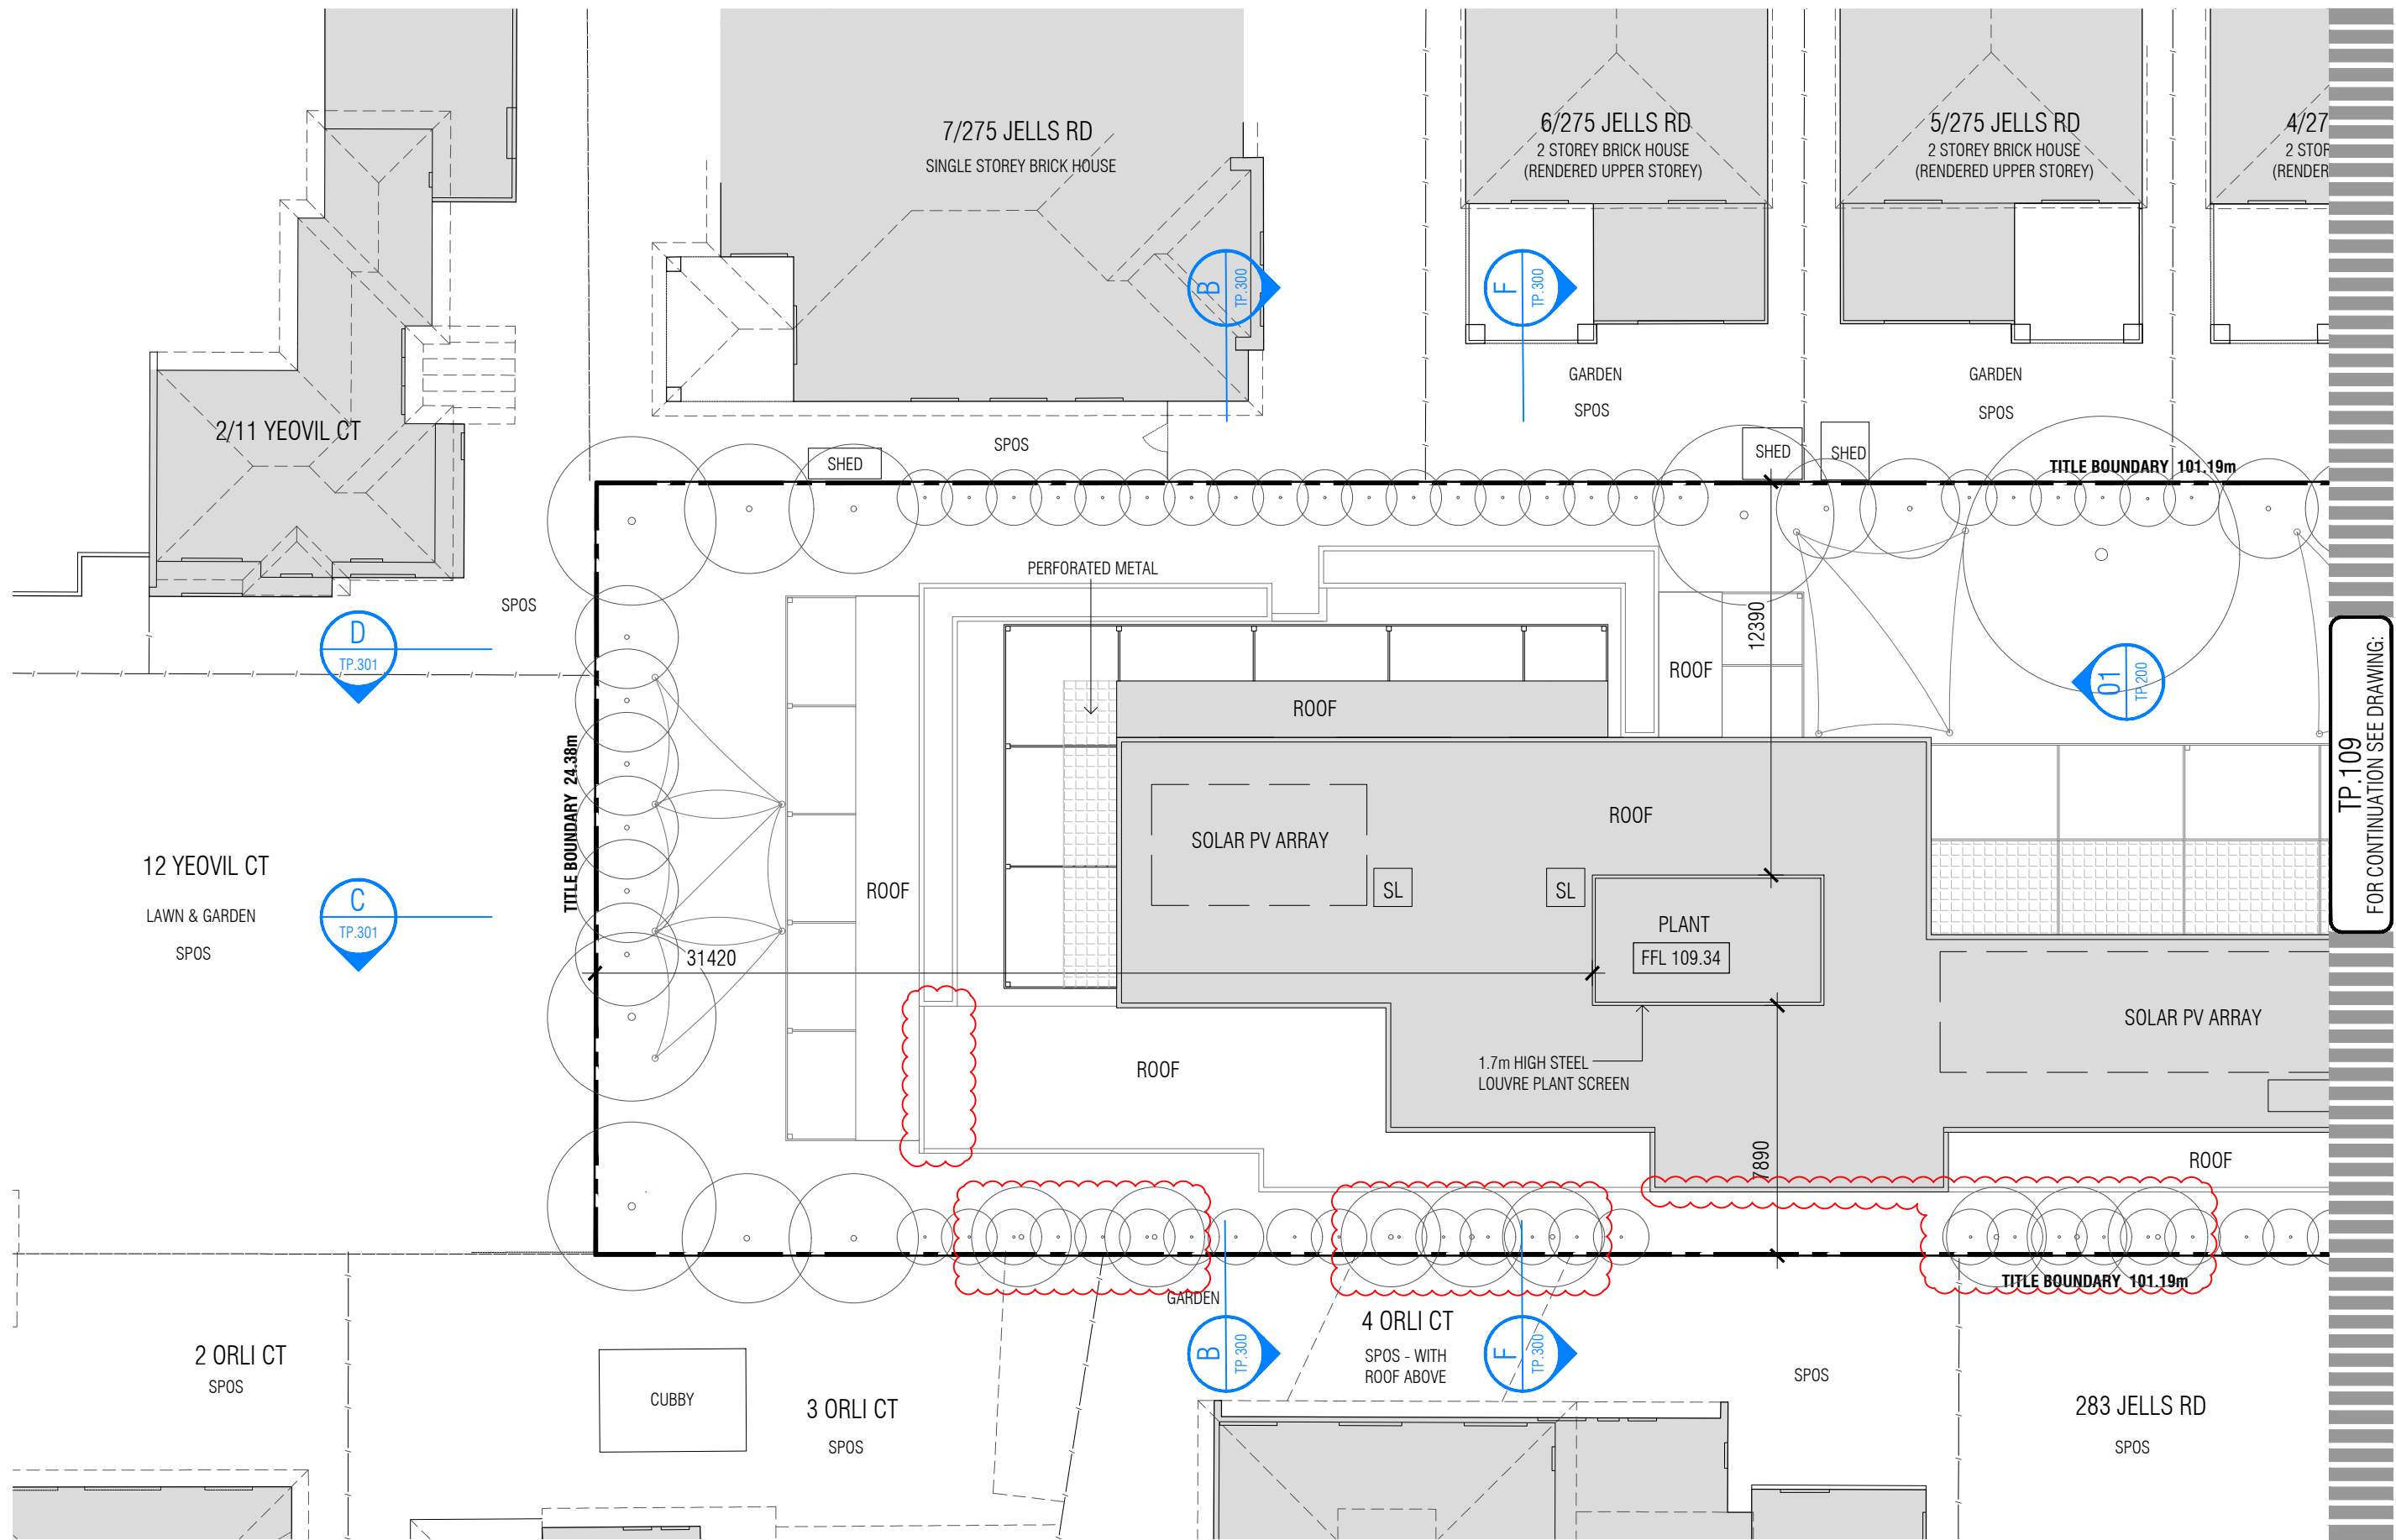 7/275 JELLS RD
SINGLE STOREY BRICK HOUSE
6/275 JELLS RD
2 STOREY BRICK HOUSE
(RENDERED UPPER STOREY)
5/275 JELLS RD
2 STOREY BRICK HOUSE
(RENDERED UPPER STOREY)
4/27
2 STOR
(RENDER
B
TP.300
F
TP.300
GARDEN
SPOS
GARDEN
SPOS
2/11 YEOVIL CT
SPOS
SHED
SHED
SHED
TITLE BOUNDARY 101.19m
PERFORATED METAL
SPOS
D
TP.301
12390
ROOF
01
TP.200
ROOF
TP.109
FOR CONTINUATION SEE DRAWING:
TITLE BOUNDARY 24.38m
ROOF
SOLAR PV ARRAY
12 YEOVIL CT
LAWN & GARDEN
SPOS
C
TP.301
ROOF
SL
SL
PLANT
FFL 109.34
31420
SOLAR PV ARRAY
ROOF
1.7m HIGH STEEL
LOUVRE PLANT SCREEN
7890
ROOF
TITLE BOUNDARY 101.19m
GARDEN
4 ORLI CT
SPOS - WITH
ROOF ABOVE
B
TP.300
F
TP.300
2 ORLI CT
SPOS
CUBBY
3 ORLI CT
SPOS
SPOS
283 JELLS RD
SPOS